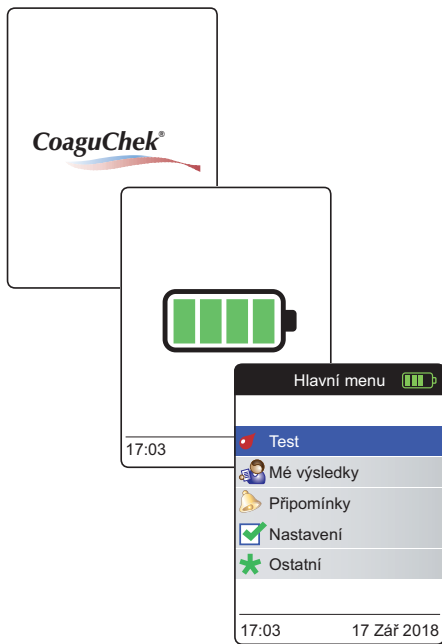 CoaguChek®
17:03
Hlavní menu
Test
Mé výsledky
Připomínky
Nastavení
Ostatní
17:03 17 Zář 2018